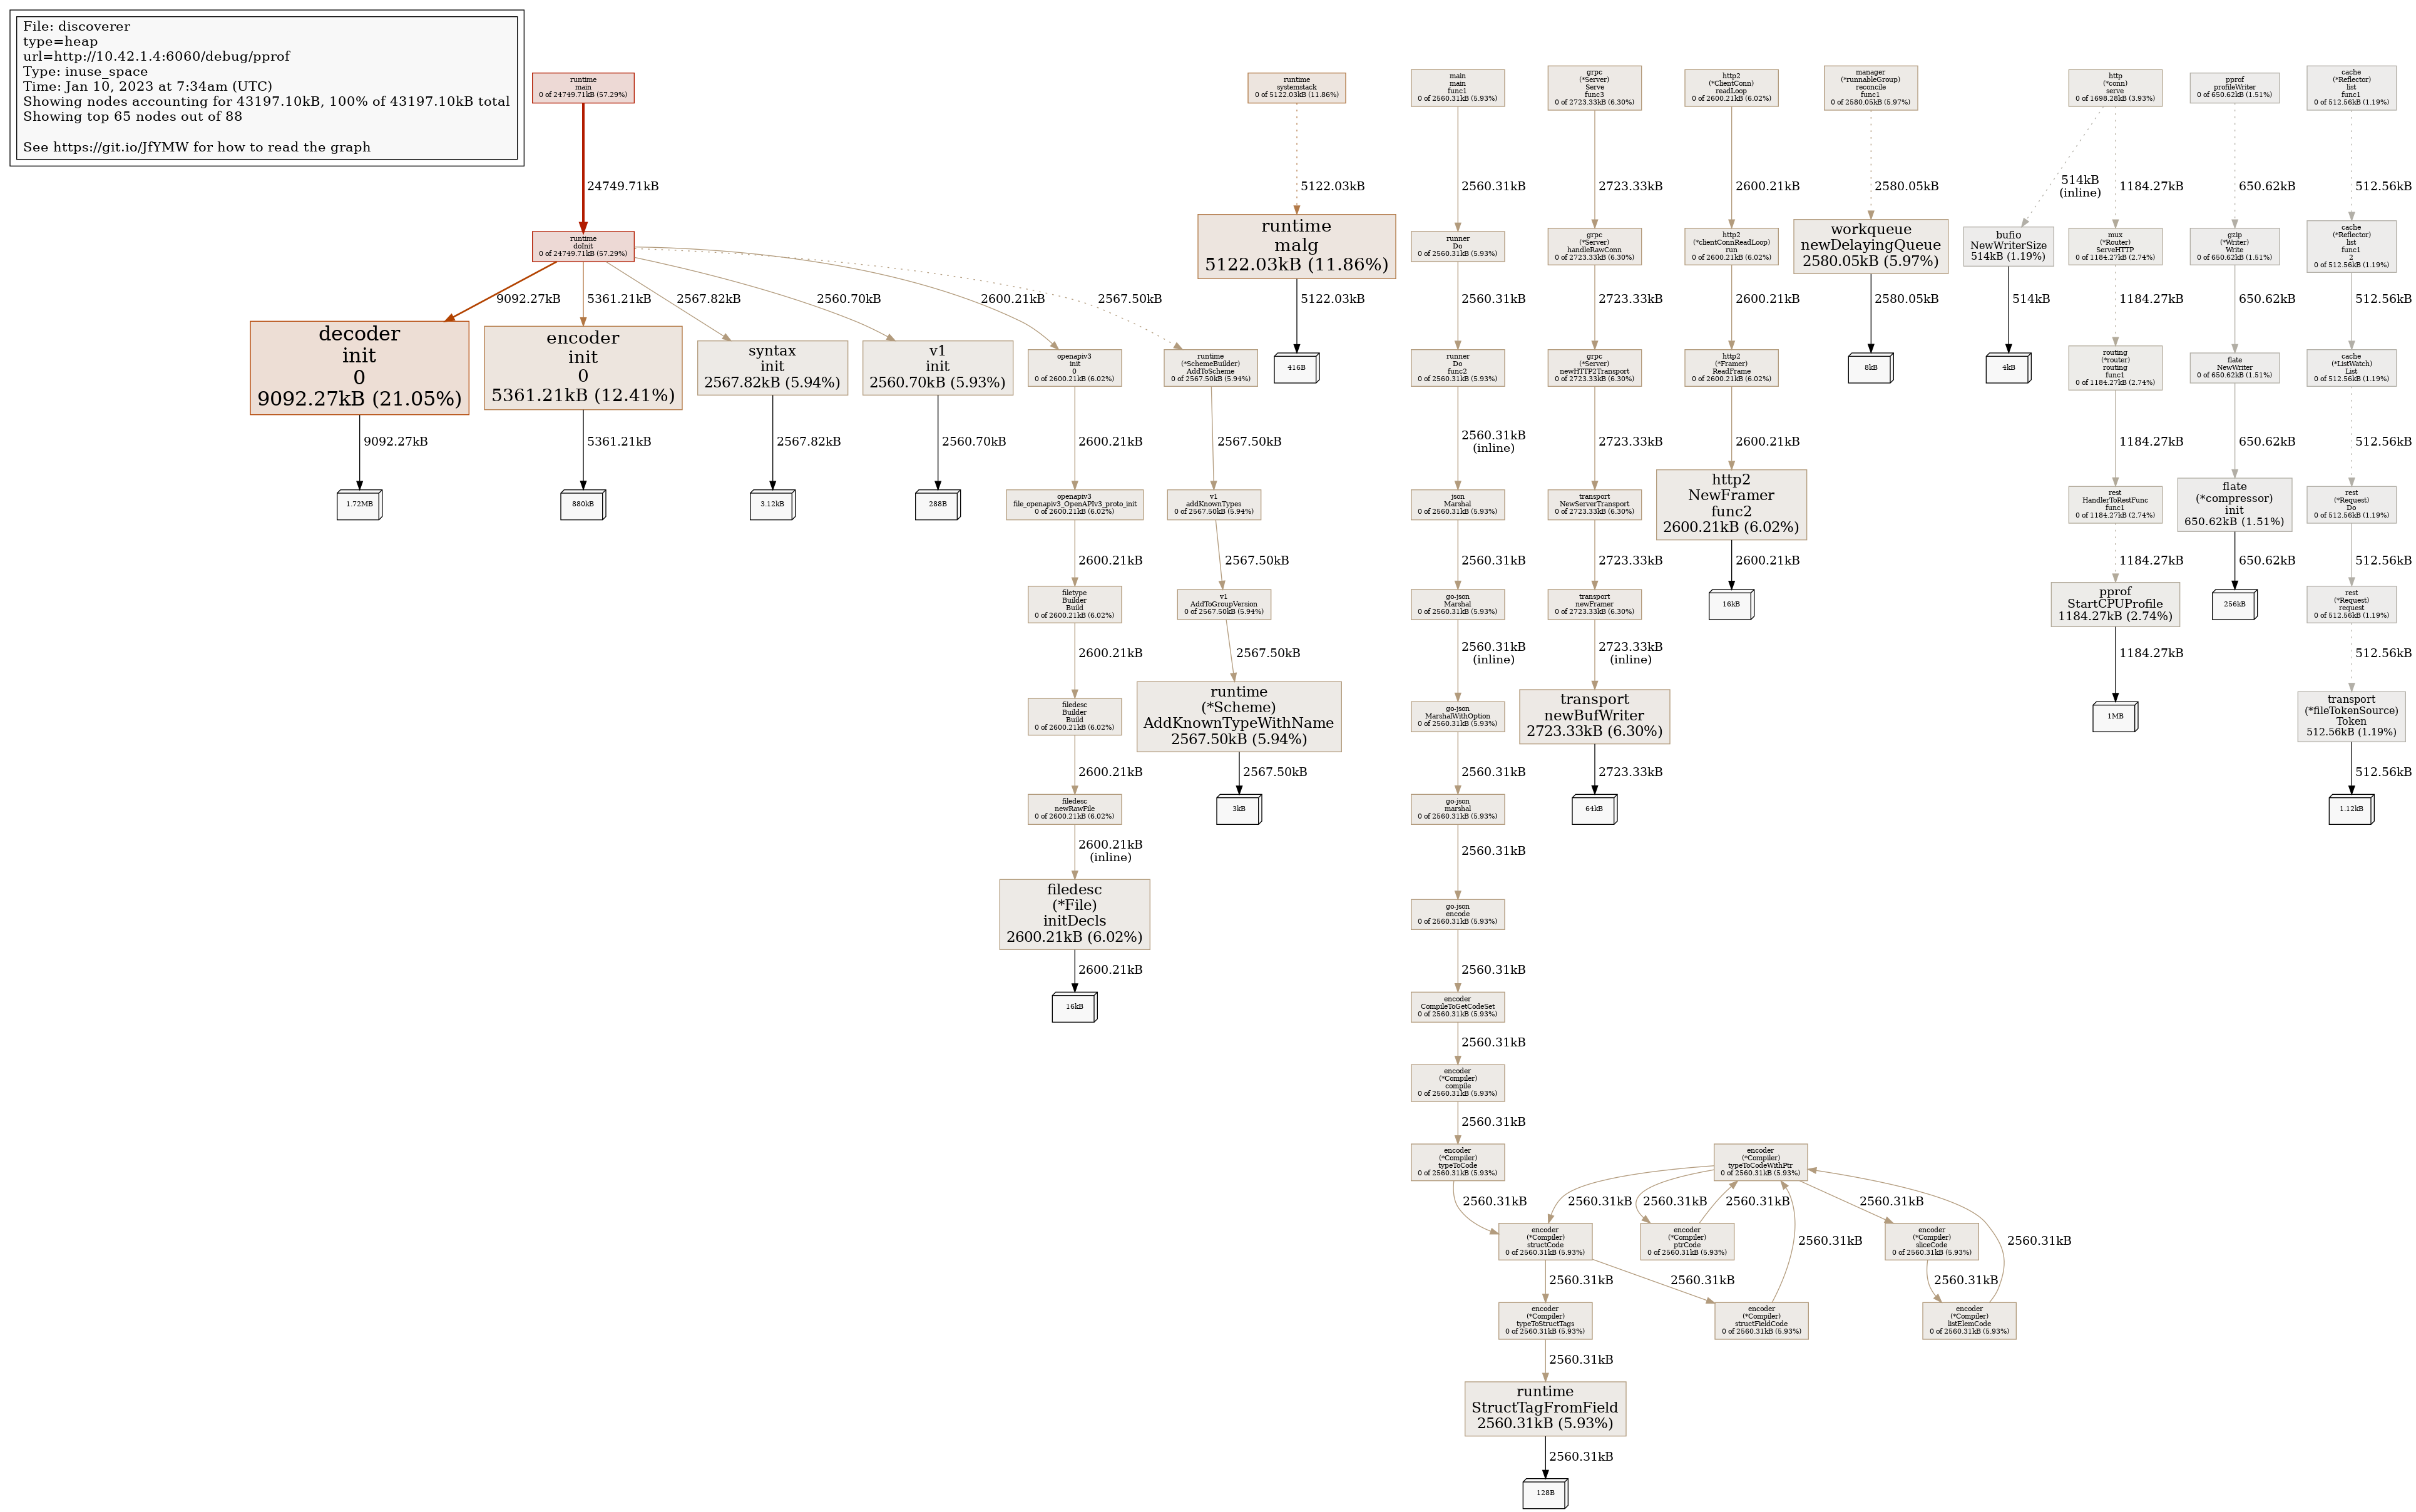 File: discoverer
type=heap
url=http://10.42.1.4:6060/debug/pprof
Type: inuse_space
Time: Jan 10, 2023 at 7:34am (UTC)
Showing nodes accounting for 43197.10kB, 100% of 43197.10kB total
Showing top 65 nodes out of 88
See https://git.io/JfYMW for how to read the graph
runtime
main
0 of 24749.71kB (57.29%)
24749.71kB
runtime
doInit
0 of 24749.71kB (57.29%)
9092.27kB
5361.21kB
2567.82kB
2560.70kB
2600.21kB
2567.50kB
decoder
init
0
9092.27kB (21.05%)
9092.27kB
1.72MB
encoder
init
0
5361.21kB (12.41%)
5361.21kB
880kB
syntax
init
2567.82kB (5.94%)
2567.82kB
3.12kB
v1
init
2560.70kB (5.93%)
2560.70kB
288B
openapiv3
init
0
0 of 2600.21kB (6.02%)
2600.21kB
openapiv3
file_openapiv3_OpenAPIv3_proto_init
0 of 2600.21kB (6.02%)
2600.21kB
filetype
Builder
Build
0 of 2600.21kB (6.02%)
2600.21kB
filedesc
Builder
Build
0 of 2600.21kB (6.02%)
2600.21kB
filedesc
newRawFile
0 of 2600.21kB (6.02%)
2600.21kB
(inline)
filedesc
(*File)
initDecls
2600.21kB (6.02%)
2600.21kB
16kB
runtime
(*SchemeBuilder)
AddToScheme
0 of 2567.50kB (5.94%)
2567.50kB
v1
addKnownTypes
0 of 2567.50kB (5.94%)
2567.50kB
v1
AddToGroupVersion
0 of 2567.50kB (5.94%)
2567.50kB
runtime
(*Scheme)
AddKnownTypeWithName
2567.50kB (5.94%)
2567.50kB
3kB
runtime
systemstack
0 of 5122.03kB (11.86%)
5122.03kB
runtime
malg
5122.03kB (11.86%)
5122.03kB
416B
main
main
func1
0 of 2560.31kB (5.93%)
2560.31kB
runner
Do
0 of 2560.31kB (5.93%)
2560.31kB
runner
Do
func2
0 of 2560.31kB (5.93%)
2560.31kB
(inline)
json
Marshal
0 of 2560.31kB (5.93%)
2560.31kB
go-json
Marshal
0 of 2560.31kB (5.93%)
2560.31kB
(inline)
go-json
MarshalWithOption
0 of 2560.31kB (5.93%)
2560.31kB
go-json
marshal
0 of 2560.31kB (5.93%)
2560.31kB
go-json
encode
0 of 2560.31kB (5.93%)
2560.31kB
encoder
CompileToGetCodeSet
0 of 2560.31kB (5.93%)
2560.31kB
encoder
(*Compiler)
compile
0 of 2560.31kB (5.93%)
2560.31kB
encoder
(*Compiler)
typeToCode
0 of 2560.31kB (5.93%)
2560.31kB
encoder
(*Compiler)
typeToCodeWithPtr
0 of 2560.31kB (5.93%)
2560.31kB
2560.31kB
2560.31kB
2560.31kB
encoder
(*Compiler)
structCode
0 of 2560.31kB (5.93%)
encoder
(*Compiler)
ptrCode
0 of 2560.31kB (5.93%)
2560.31kB
encoder
(*Compiler)
sliceCode
0 of 2560.31kB (5.93%)
2560.31kB
2560.31kB
2560.31kB
2560.31kB
encoder
(*Compiler)
typeToStructTags
0 of 2560.31kB (5.93%)
encoder
(*Compiler)
structFieldCode
0 of 2560.31kB (5.93%)
encoder
(*Compiler)
listElemCode
0 of 2560.31kB (5.93%)
2560.31kB
runtime
StructTagFromField
2560.31kB (5.93%)
2560.31kB
128B
grpc
(*Server)
Serve
func3
0 of 2723.33kB (6.30%)
2723.33kB
grpc
(*Server)
handleRawConn
0 of 2723.33kB (6.30%)
2723.33kB
grpc
(*Server)
newHTTP2Transport
0 of 2723.33kB (6.30%)
2723.33kB
transport
NewServerTransport
0 of 2723.33kB (6.30%)
2723.33kB
transport
newFramer
0 of 2723.33kB (6.30%)
2723.33kB
(inline)
transport
newBufWriter
2723.33kB (6.30%)
2723.33kB
64kB
http2
(*ClientConn)
readLoop
0 of 2600.21kB (6.02%)
2600.21kB
http2
(*clientConnReadLoop)
run
0 of 2600.21kB (6.02%)
2600.21kB
http2
(*Framer)
ReadFrame
0 of 2600.21kB (6.02%)
2600.21kB
http2
NewFramer
func2
2600.21kB (6.02%)
2600.21kB
16kB
manager
(*runnableGroup)
reconcile
func1
0 of 2580.05kB (5.97%)
2580.05kB
workqueue
newDelayingQueue
2580.05kB (5.97%)
2580.05kB
8kB
http
(*conn)
serve
0 of 1698.28kB (3.93%)
514kB
(inline)
1184.27kB
bufio
NewWriterSize
514kB (1.19%)
514kB
4kB
mux
(*Router)
ServeHTTP
0 of 1184.27kB (2.74%)
1184.27kB
routing
(*router)
routing
func1
0 of 1184.27kB (2.74%)
1184.27kB
rest
HandlerToRestFunc
func1
0 of 1184.27kB (2.74%)
1184.27kB
pprof
StartCPUProfile
1184.27kB (2.74%)
1184.27kB
1MB
pprof
profileWriter
0 of 650.62kB (1.51%)
650.62kB
gzip
(*Writer)
Write
0 of 650.62kB (1.51%)
650.62kB
flate
NewWriter
0 of 650.62kB (1.51%)
650.62kB
flate
(*compressor)
init
650.62kB (1.51%)
650.62kB
256kB
cache
(*Reflector)
list
func1
0 of 512.56kB (1.19%)
512.56kB
cache
(*Reflector)
list
func1
2
0 of 512.56kB (1.19%)
512.56kB
cache
(*ListWatch)
List
0 of 512.56kB (1.19%)
512.56kB
rest
(*Request)
Do
0 of 512.56kB (1.19%)
512.56kB
rest
(*Request)
request
0 of 512.56kB (1.19%)
512.56kB
transport
(*fileTokenSource)
Token
512.56kB (1.19%)
512.56kB
1.12kB